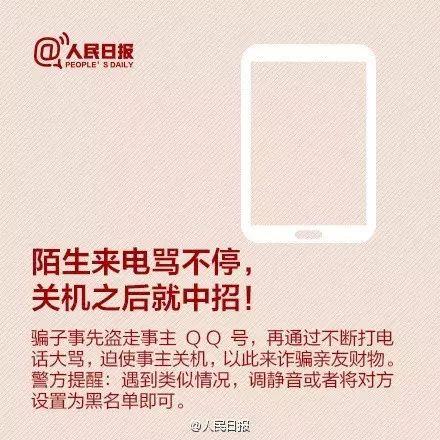 @人民日报
PEOPLE'S DAILY
陌生来电骂不停，
关机之后就中招！
骗子事先盗走事主 QQ 号，再通过不断打电
话大骂，迫使事主关机，以此来诈骗亲友财物。
警方提醒：遇到类似情况，调静音或者将对方
设置为黑名单即可。
@人民日报